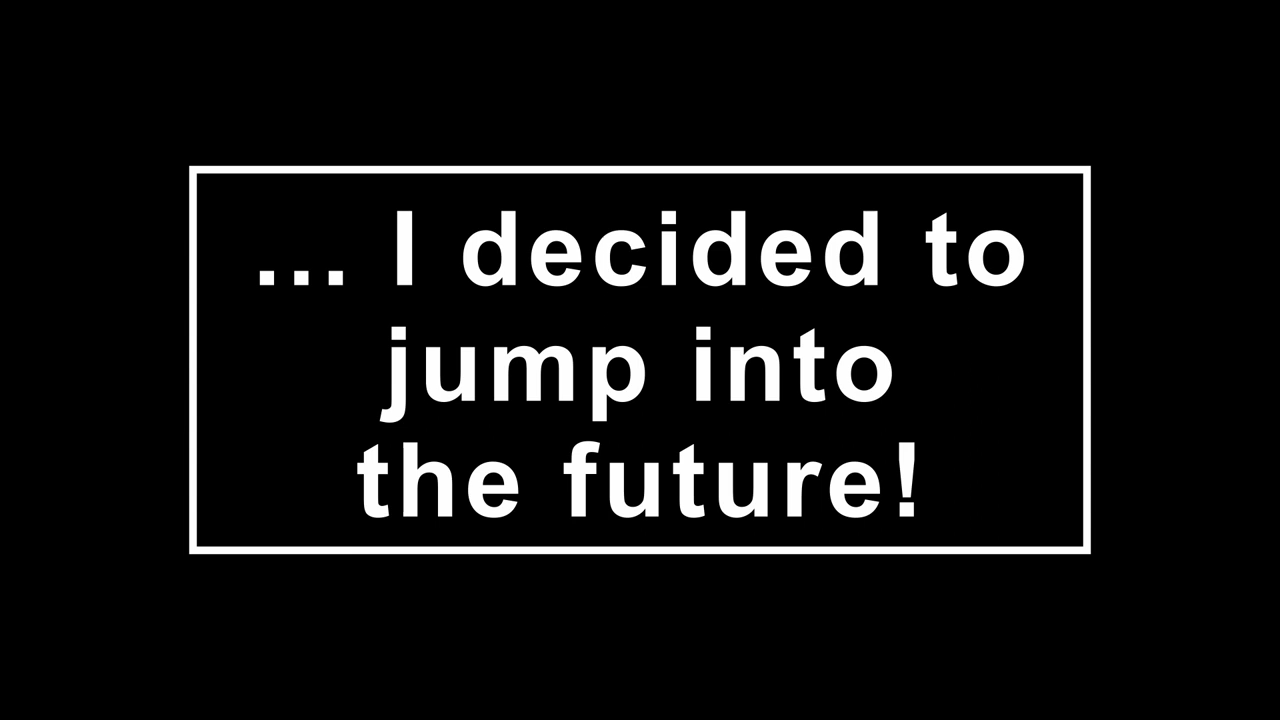 ... I decided to
jump into
the future!